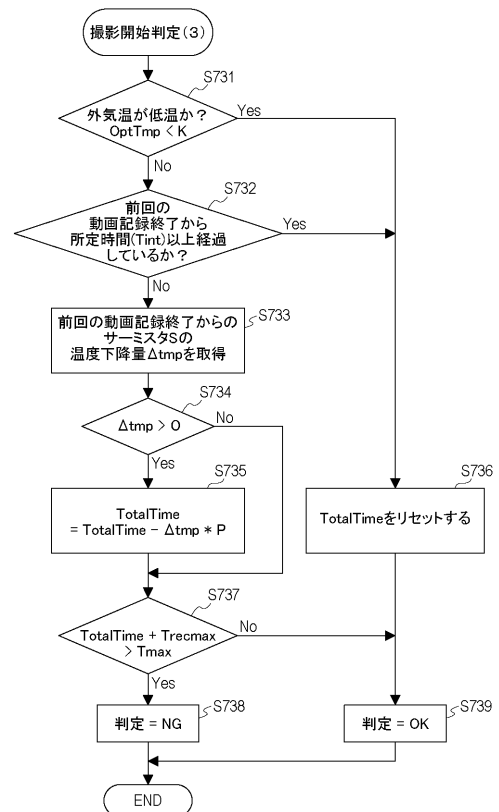 撮影開始判定(3)
S731
外気温が低温か?
OptTmp < K
Yes
No
S732
前回の
動画記録終了から
所定時間(Tint)以上経過
しているか?
Yes
No
S733
前回の動画記録終了からの
サーミスタSの
温度下降量Δtmpを取得
S734
Δtmp > 0
No
Yes
S735
TotalTime
= TotalTime - Δtmp * P
S736
TotalTimeをリセットする
S737
TotalTime + Trecmax
> Tmax
No
Yes
S738
判定 = NG
S739
判定 = OK
END